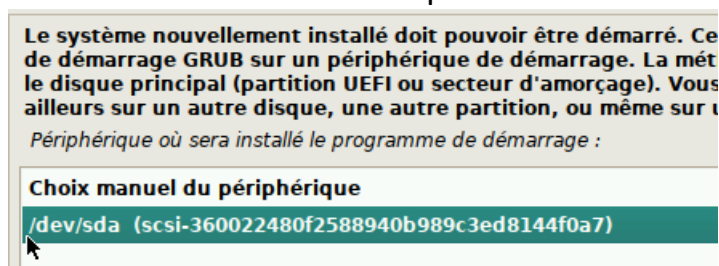 Le système nouvellement installé doit pouvoir être démarré. Ce
de démarrage GRUB sur un périphérique de démarrage. La mét
le disque principal (partition UEFI ou secteur d'amorçage). Vous
ailleurs sur un autre disque, une autre partition, ou même sur
Périphérique où sera installé le programme de démarrage :
Choix manuel du périphérique
/dev/sda (scsi-360022480f2588940b989c3ed8144f0a7)